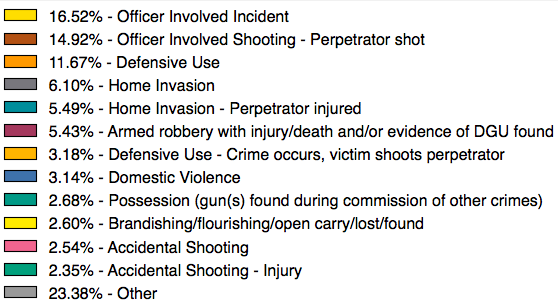 16.52% - Officer Involved Incident
14.92% - Officer Involved Shooting - Perpetrator shot
11.67% - Defensive Use
6.10% - Home Invasion
5.49% - Home Invasion - Perpetrator injured
5.43% - Armed robbery with injury/death and/or evidence of DGU found
3.18% - Defensive Use - Crime occurs, victim shoots perpetrator
3.14% - Domestic Violence
2.68% - Possession (gun(s) found during commission of other crimes)
2.60% - Brandishing/flourishing/open carry/lost/found
2.54% - Accidental Shooting
2.35% - Accidental Shooting - Injury
23.38% - Other